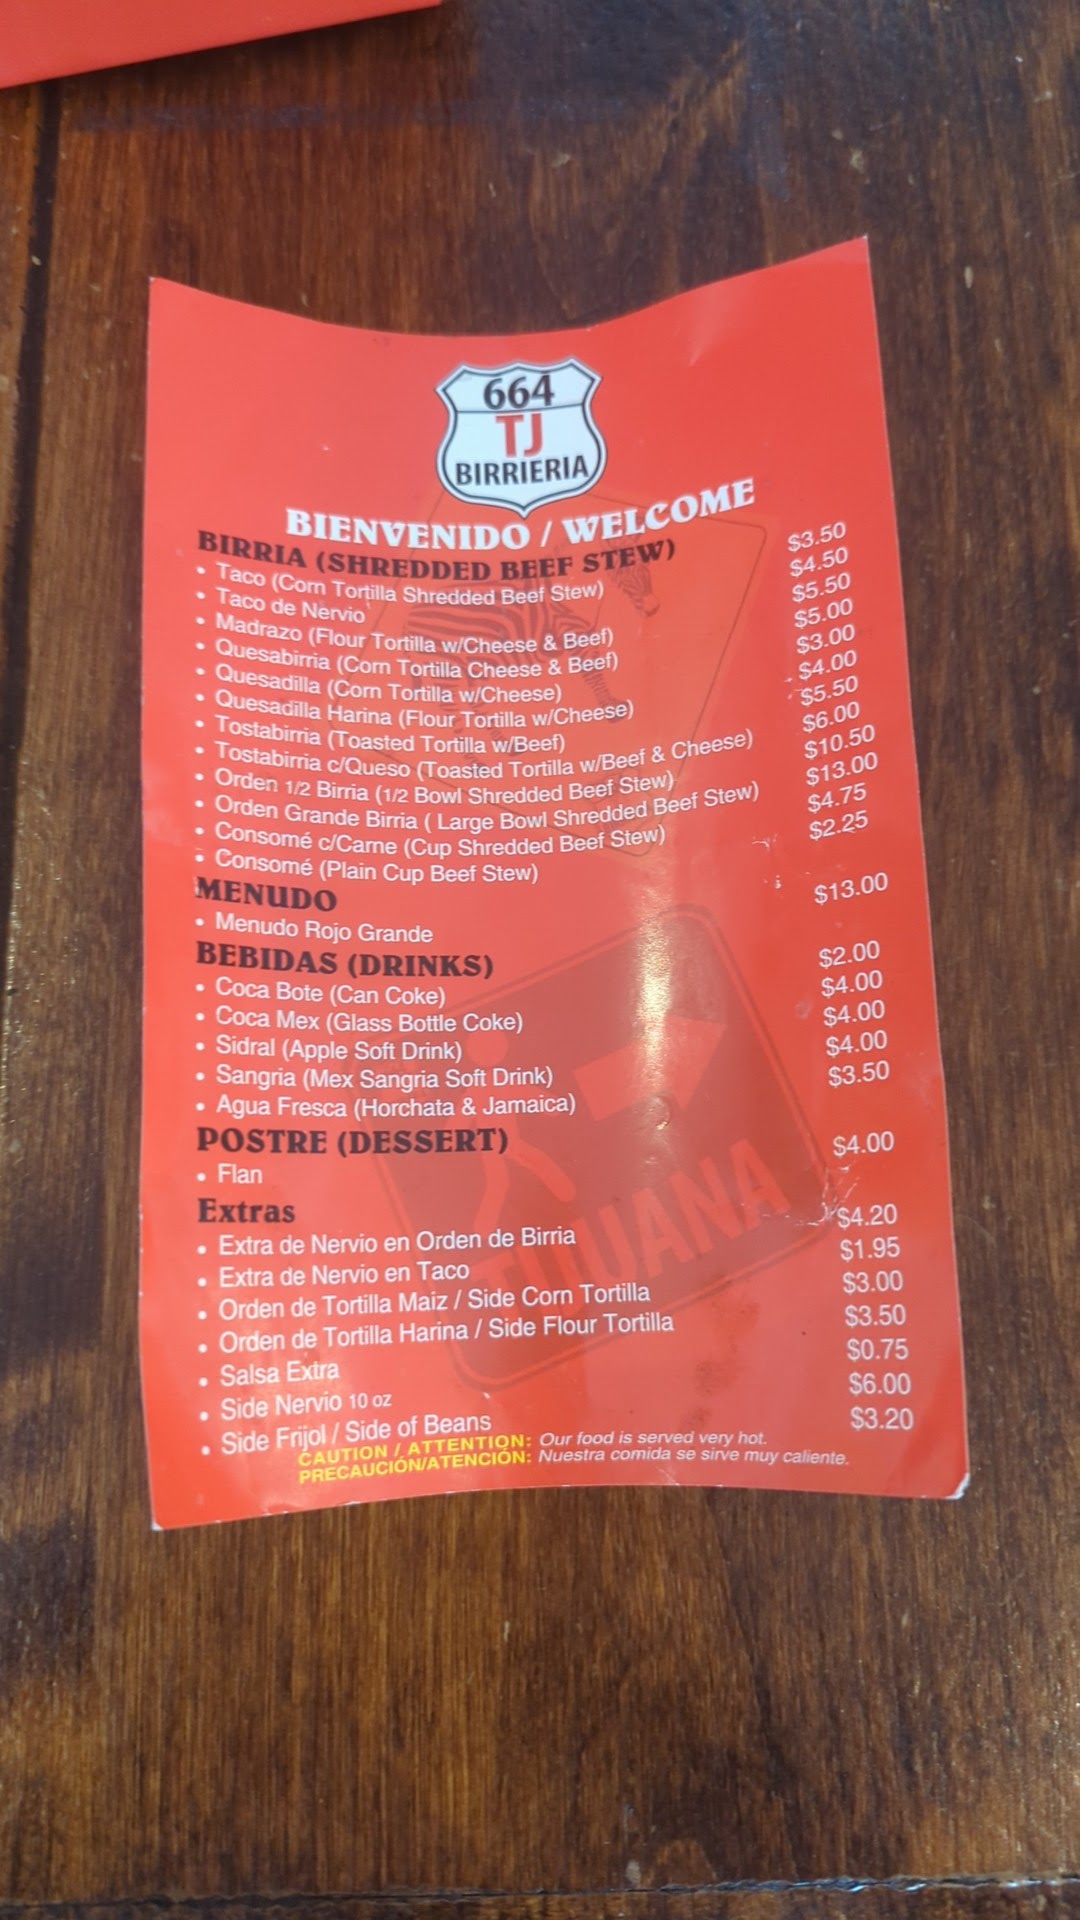 664
TJ
BIRRIERIA
BIENVENIDO / WELCOME
BIRRIA (SHREDDED BEEF STEW)
• Taco (Corn Tortilla Shredded Beef Stew) $3.50
• Taco de Nervio $4.50
• Madrazo (Flour Tortilla w/Cheese & Beef) $5.50
• Quesabirria (Corn Tortilla Cheese & Beef) $5.00
• Quesadilla (Corn Tortilla w/Cheese) $3.00
• Quesadilla Harina (Flour Tortilla w/Cheese) $4.00
• Tostabirria (Toasted Tortilla w/Beef) $5.50
• Tostabirria c/Queso (Toasted Tortilla w/Beef & Cheese) $6.00
• Orden 1/2 Birria (1/2 Bowl Shredded Beef Stew) $10.50
• Orden Grande Birria ( Large Bowl Shredded Beef Stew) $13.00
• Consomé c/Carne (Cup Shredded Beef Stew) $4.75
• Consomé (Plain Cup Beef Stew) $2.25
MENUDO
• Menudo Rojo Grande $13.00
BEBIDAS (DRINKS)
• Coca Bote (Can Coke) $2.00
• Coca Mex (Glass Bottle Coke) $4.00
• Sidral (Apple Soft Drink) $4.00
• Sangria (Mex Sangria Soft Drink) $4.00
• Agua Fresca (Horchata & Jamaica) $3.50
POSTRE (DESSERT)
• Flan $4.00
Extras
• Extra de Nervio en Orden de Birria $4.20
• Extra de Nervio en Taco $1.95
• Orden de Tortilla Maiz / Side Corn Tortilla $3.00
• Orden de Tortilla Harina / Side Flour Tortilla $3.50
• Salsa Extra $0.75
• Side Nervio 10 oz $6.00
• Side Frijol / Side of Beans $3.20
CAUTION / ATTENTION: Our food is served very hot.
PRECAUCIÓN/ATENCIÓN: Nuestra comida se sirve muy caliente.
TIJUANA